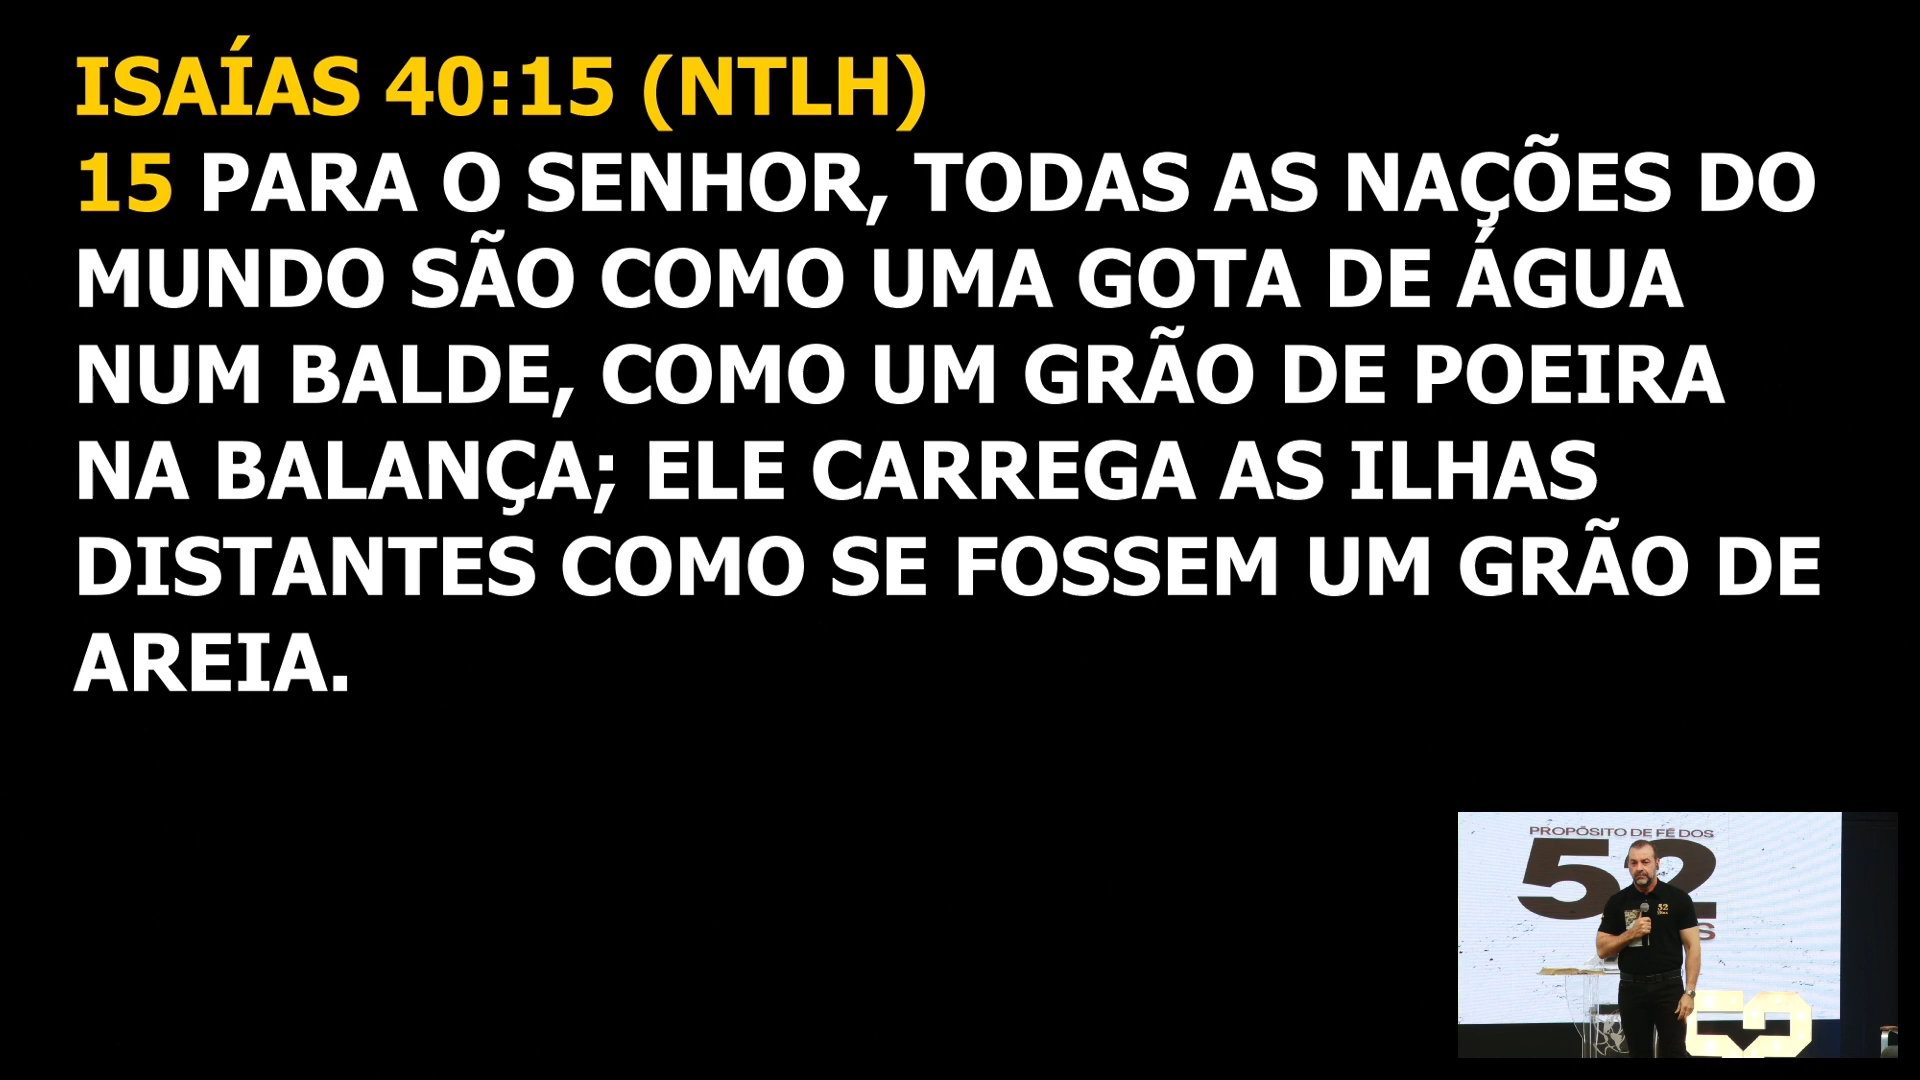 ISAÍAS 40:15 (NTLH)
15 PARA O SENHOR, TODAS AS NAÇÕES DO
MUNDO SÃO COMO UMA GOTA DE ÁGUA
NUM BALDE, COMO UM GRÃO DE POEIRA
NA BALANÇA; ELE CARREGA AS ILHAS
DISTANTES COMO SE FOSSEM UM GRÃO DE
AREIA.
PROPÓSITO DE FÉ DOS
52
S
52
52